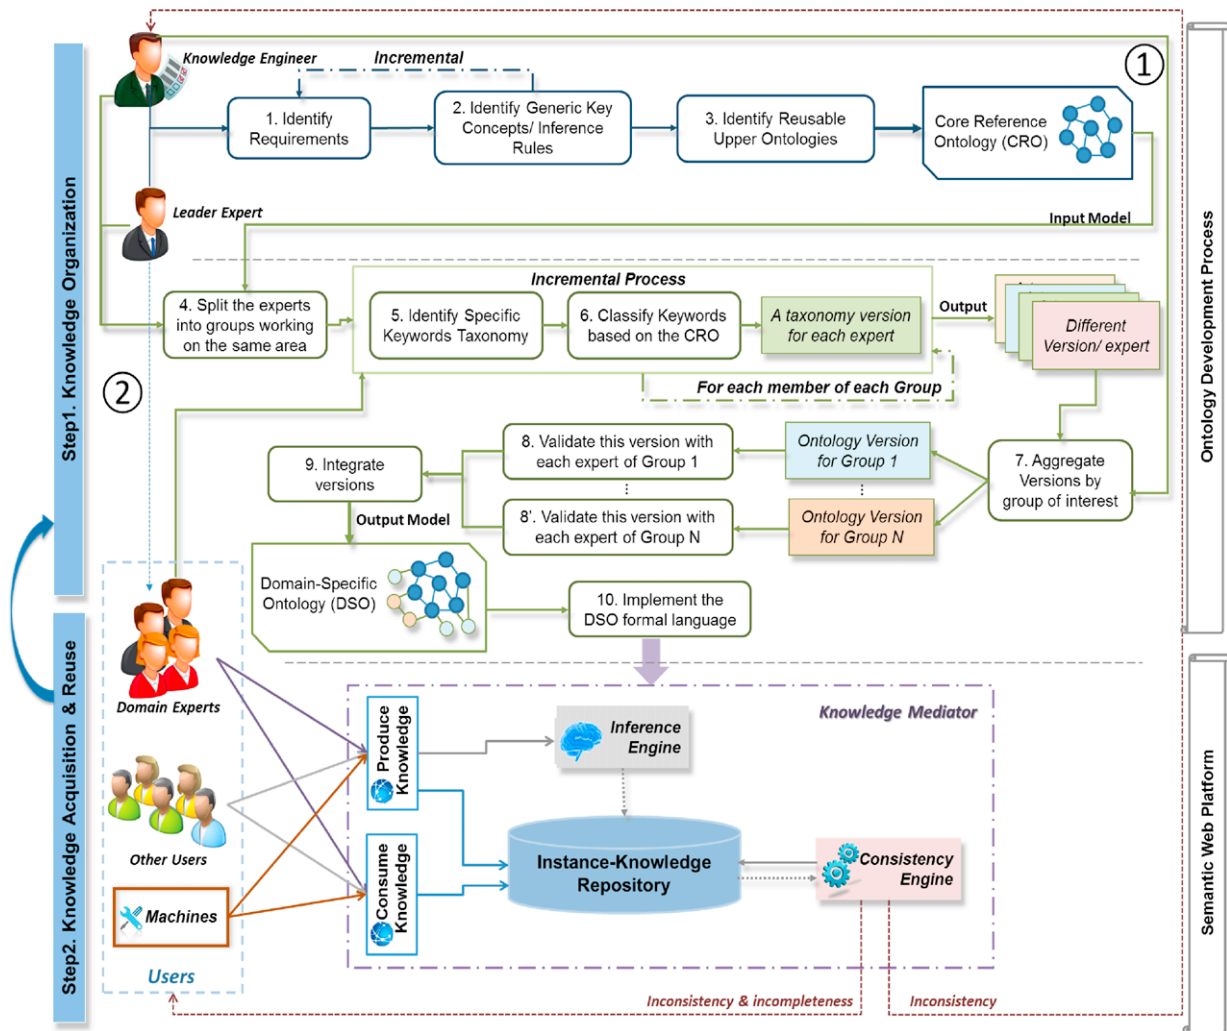 Knowledge Engineer
Incremental
1
1. Identify
Requirements
2. Identify Generic Key
Concepts/ Inference
Rules
3. Identify Reusable
Upper Ontologies
Core Reference
Ontology (CRO)
Leader Expert
Input Model
Step1. Knowledge Organization
Ontology Development Process
4. Split the experts
into groups working
on the same area
Incremental Process
5. Identify Specific
Keywords Taxonomy
6. Classify Keywords
based on the CRO
A taxonomy version
for each expert
Output
Different
Version/ expert
For each member of each Group
2
8. Validate this version with
each expert of Group 1
Ontology Version
for Group 1
7. Aggregate
Versions by
group of interest
9. Integrate
versions
8'. Validate this version with
each expert of Group N
Ontology Version
for Group N
Output Model
Domain-Specific
Ontology (DSO)
10. Implement the
DSO formal language
Step2. Knowledge Acquisition & Reuse
Semantic Web Platform
Domain Experts
Other Users
Machines
Users
Knowledge Mediator
Produce
Knowledge
Inference
Engine
Consume
Knowledge
Instance-Knowledge
Repository
Consistency
Engine
Inconsistency & incompleteness
Inconsistency